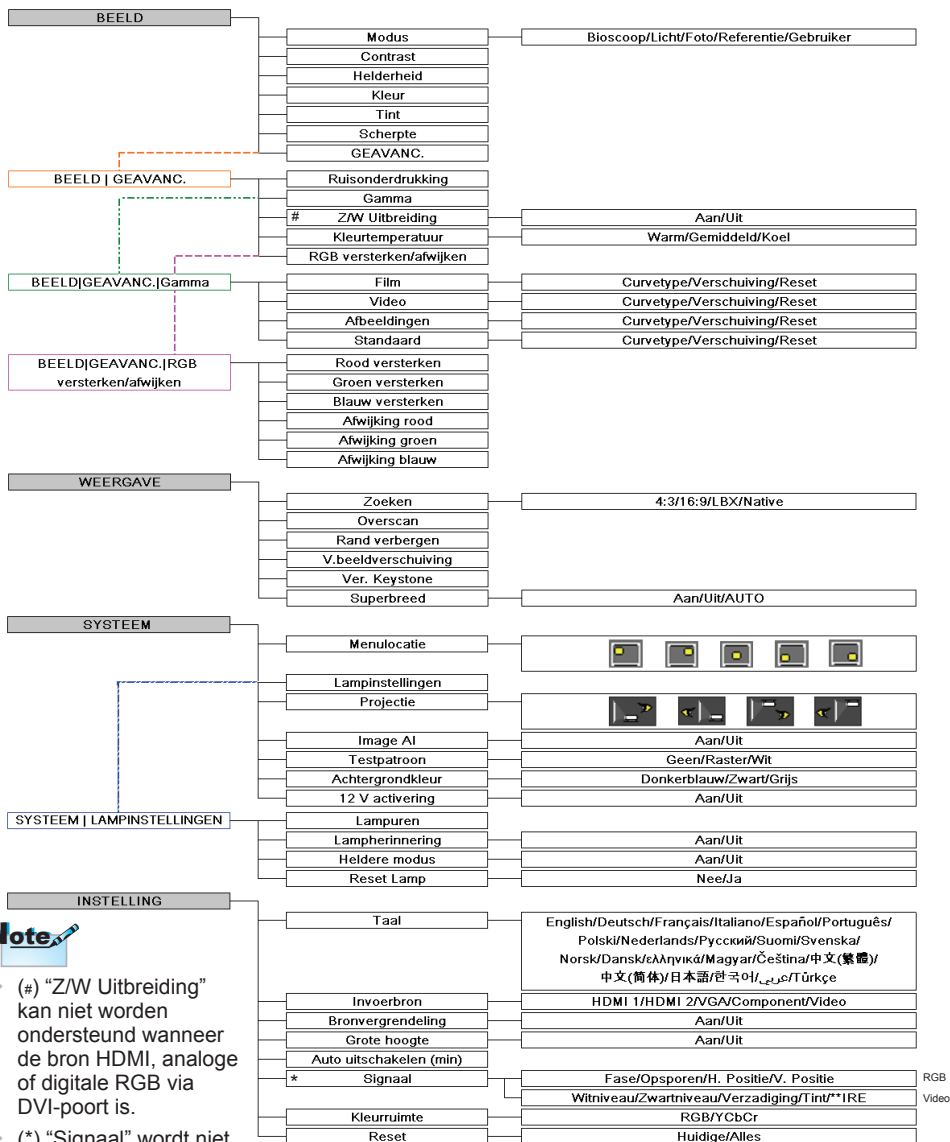 BEELD
Modus Bioscoop/Licht/Foto/Referentie/Gebruiker
Contrast
Helderheid
Kleur
Tint
Scherpte
GEAVANC.
BEELD | GEAVANC. Ruisonderdrukking
Gamma
# Z/W Uitbreiding Aan/Uit
Kleurtemperatuur Warm/Gemiddeld/Koel
RGB versterken/afwijken
BEELD|GEAVANC.|Gamma Film Curvetype/Verschuiving/Reset
Video Curvetype/Verschuiving/Reset
Afbeeldingen Curvetype/Verschuiving/Reset
Standaard Curvetype/Verschuiving/Reset
BEELD|GEAVANC.|RGB
versterken/afwijken
Rood versterken
Groen versterken
Blauw versterken
Afwijking rood
Afwijking groen
Afwijking blauw
WEERGAVE
Zoeken 4:3/16:9/LBX/Native
Overscan
Rand verbergen
V.beeldverschuiving
Ver. Keystone
Superbreed Aan/Uit/AUTO
SYSTEEM
Menulocatie
Lampinstellingen
Projectie
Image AI Aan/Uit
Testpatroon Geen/Raster/Wit
Achtergrondkleur Donkerblauw/Zwart/Grijs
12 V activering Aan/Uit
SYSTEEM | LAMPINSTELLINGEN Lampuren
Lampherinnering Aan/Uit
Heldere modus Aan/Uit
Reset Lamp Nee/Ja
INSTELLING
Taal English/Deutsch/Français/Italiano/Español/Português/
Polski/Nederlands/Русский/Suomi/Svenska/
Norsk/Dansk/ελληνικά/Magyar/Čeština/中文(繁體)/
中文(简体)/日本語/한국어/عربي/Türkçe
Invoerbron HDMI 1/HDMI 2/VGA/Component/Video
Bronvergrendeling Aan/Uit
Grote hoogte Aan/Uit
Auto uitschakelen (min)
* Signaal Fase/Opsporen/H. Positie/V. Positie RGB
Witniveau/Zwartniveau/Verzadiging/Tint/**IRE Video
Kleurruimte RGB/YCbCr
Reset Huidige/Alles
Note
(#) “Z/W Uitbreiding”
kan niet worden
ondersteund wanneer
de bron HDMI, analoge
of digitale RGB via
DVI-poort is.
(*) “Signaal” wordt niet